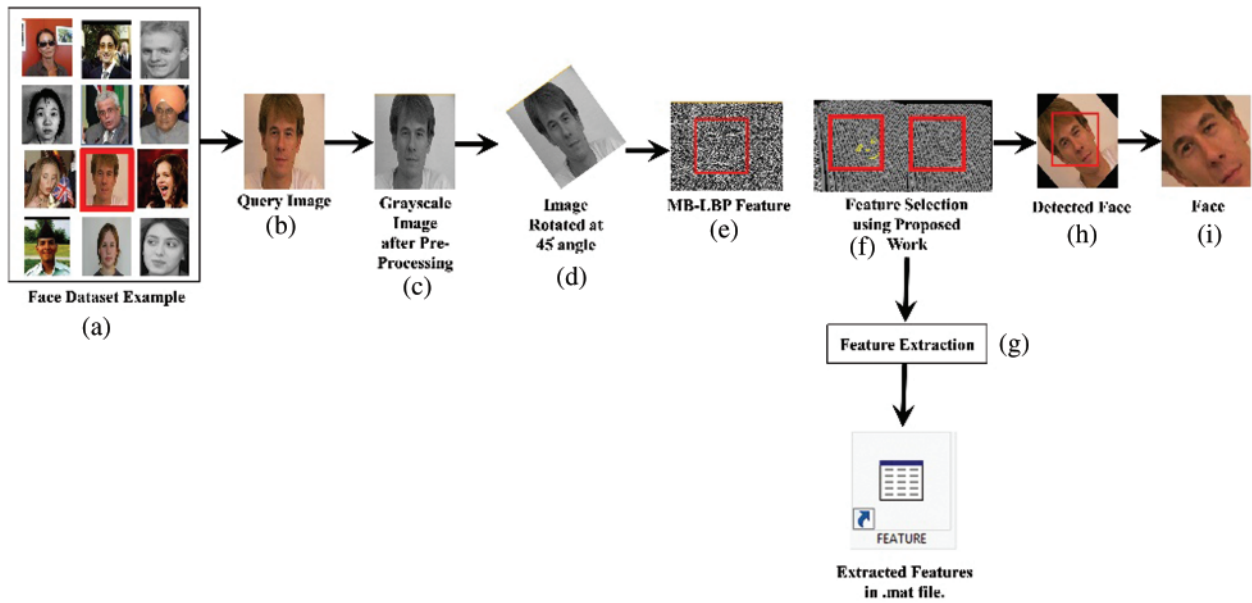 Face Dataset Example
(a)
Query Image
(b)
Grayscale
Image
after Pre-
Processing
(c)
Image
Rotated at
45 angle
(d)
MB-LBP Feature
(e)
Feature Selection
using Proposed
Work
(f)
Feature Extraction
(g)
FEATURE
Extracted Features
in .mat file.
Detected Face
(h)
Face
(i)